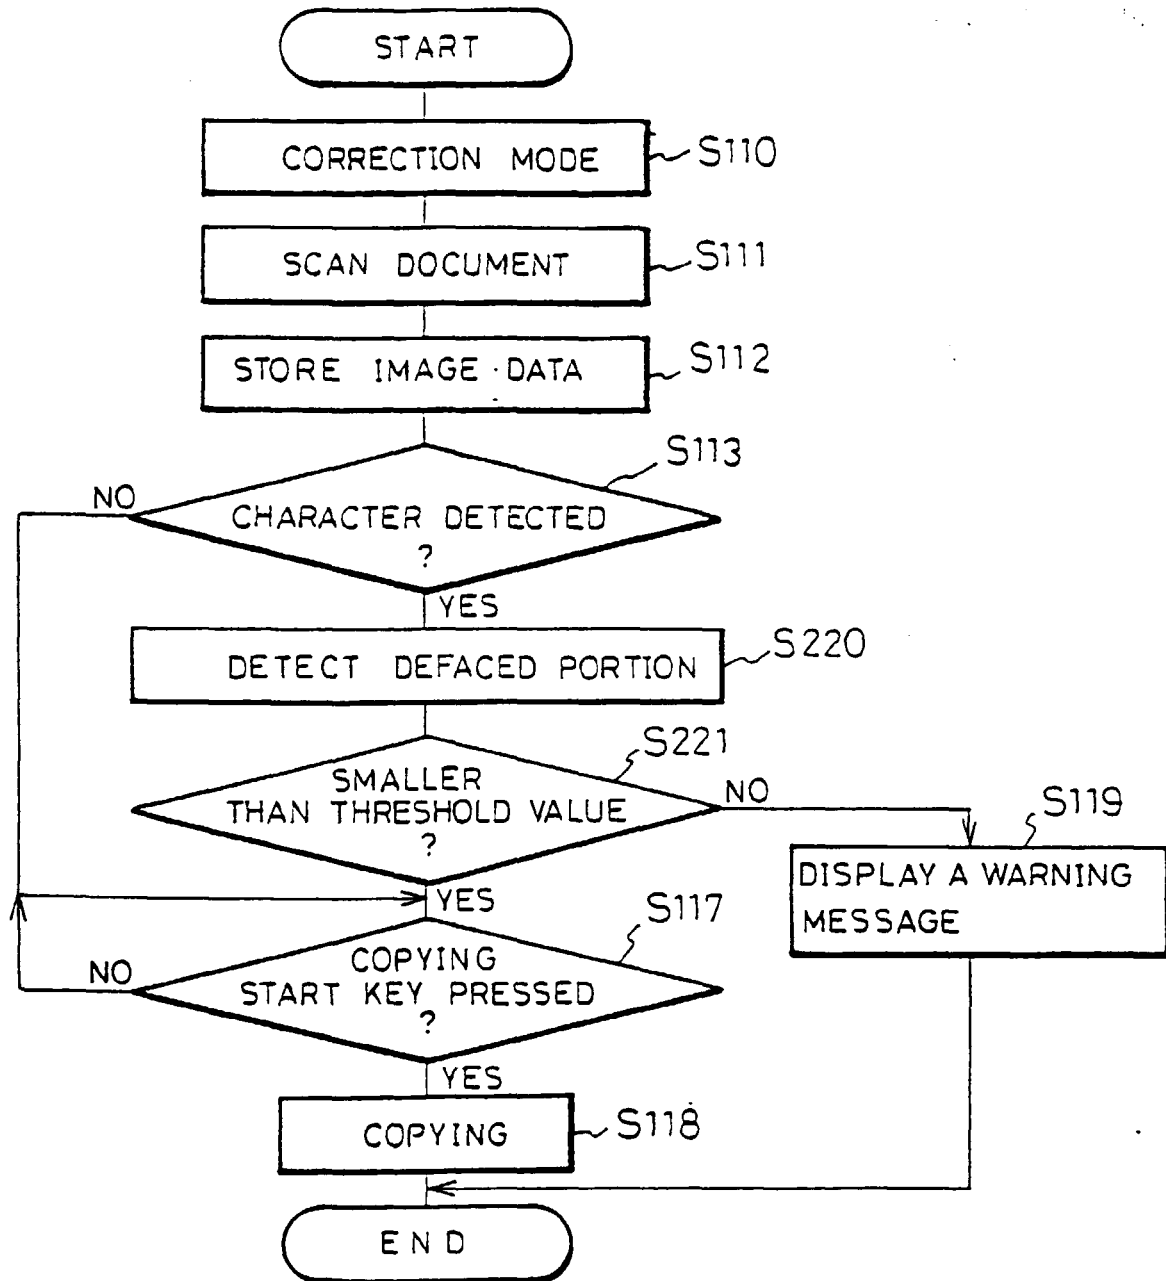 START
CORRECTION MODE
S110
SCAN DOCUMENT
S111
STORE IMAGE DATA
S112
S113
NO
CHARACTER DETECTED
?
YES
DETECT DEFACED PORTION
S220
S221
SMALLER
THAN THRESHOLD VALUE
?
NO
S119
DISPLAY A WARNING
MESSAGE
YES
S117
NO
COPYING
START KEY PRESSED
?
YES
COPYING
S118
END